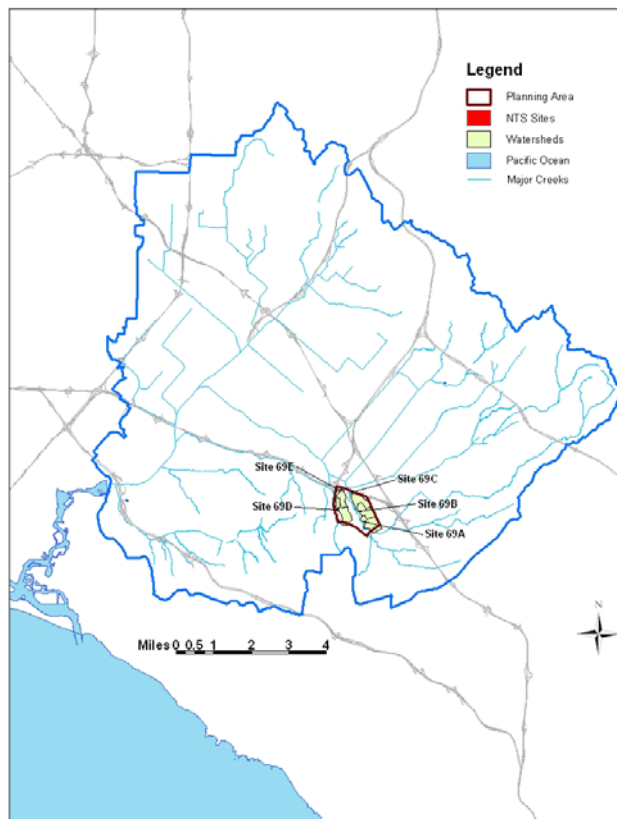 Legend
Planning Area
NTS Sites
Watersheds
Pacific Ocean
Major Creeks
Site 69E
Site 69C
Site 69D
Site 69B
Site 69A
Miles 0 0.5 1 2 3 4
N